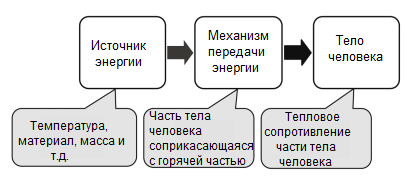 Источник
энергии
Механизм
передачи
энергии
Тело
человека
Температура,
материал, масса и
т.д.
Часть тела
человека
соприкасающаяся
с горячей частью
Тепловое
сопротивление
части тела
человека